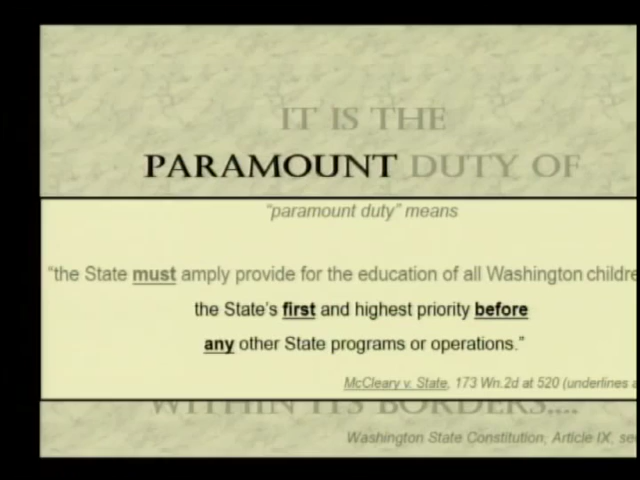 IT IS THE
PARAMOUNT DUTY OF
“paramount duty” means
“the State must amply provide for the education of all Washington childre
the State’s first and highest priority before
any other State programs or operations.”
McCleary v. State, 173 Wn.2d at 520 (underlines a
WITHIN ITS BORDERS....
Washington State Constitution, Article IX, se